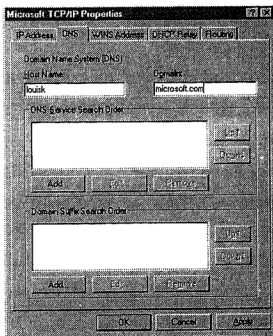 Microsoft TCP/IP Properties
IP Address DNS WINS Address DHCP Relay Routing
Domain Name System (DNS)
Host Name: Domain:
louisk microsoft.com
DNS Service Search Order
Up↑
Down↓
Add... Edit... Remove
Domain Suffix Search Order
Up↑
Down↓
Add... Edit... Remove
OK Cancel Apply